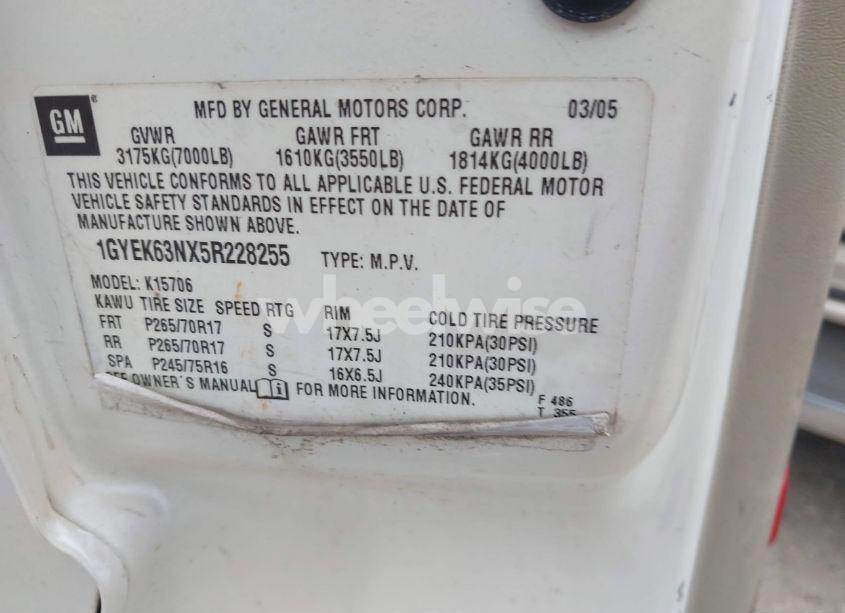 GM
MFD BY GENERAL MOTORS CORP. 03/05
GVWR GAWR FRT GAWR RR
3175KG(7000LB) 1610KG(3550LB) 1814KG(4000LB)
THIS VEHICLE CONFORMS TO ALL APPLICABLE U.S. FEDERAL MOTOR
VEHICLE SAFETY STANDARDS IN EFFECT ON THE DATE OF
MANUFACTURE SHOWN ABOVE.
1GYEK63NX5R228255 TYPE: M.P.V.
MODEL: K15706
KAWU TIRE SIZE SPEED RTG RIM COLD TIRE PRESSURE
FRT P265/70R17 S 17X7.5J 210KPA(30PSI)
RR P265/70R17 S 17X7.5J 210KPA(30PSI)
SPA P245/75R16 S 16X6.5J 240KPA(35PSI)
SEE OWNER'S MANUAL FOR MORE INFORMATION.
F 486
T 355
wheelwise